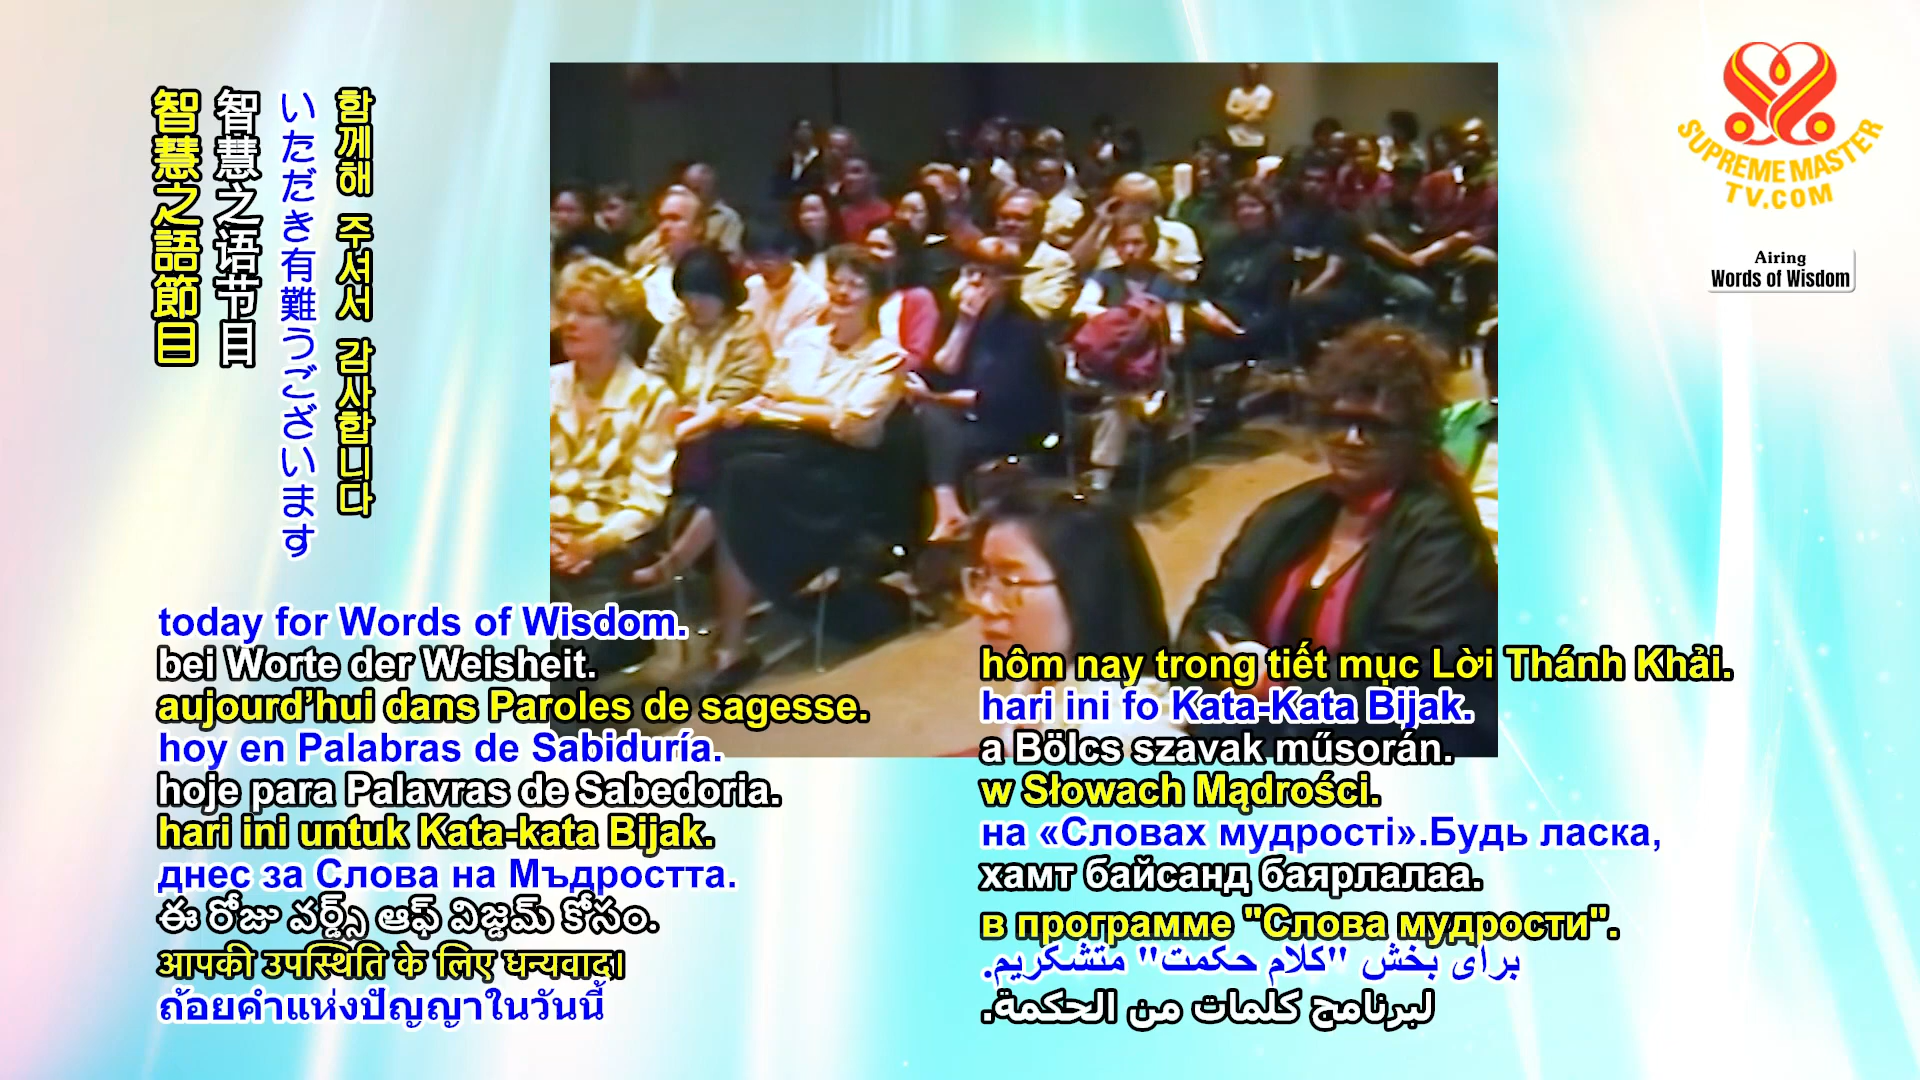 智慧之語節目
智慧之语节目
いただき有難うございます
함께해 주셔서 감사합니다
SUPREME MASTER
TV.COM
Airing
Words of Wisdom
today for Words of Wisdom.
bei Worte der Weisheit.
aujourd’hui dans Paroles de sagesse.
hoy en Palabras de Sabiduría.
hoje para Palavras de Sabedoria.
hari ini untuk Kata-kata Bijak.
днес за Слова на Мъдростта.
ఈ రోజు వర్డ్స్ ఆఫ్ విజ్డమ్ కోసం.
आपकी उपस्थिति के लिए धन्यवाद।
ถ้อยคำแห่งปัญญาในวันนี้
hôm nay trong tiết mục Lời Thánh Khải.
hari ini fo Kata-Kata Bijak.
a Bölcs szavak műsorán.
w Słowach Mądrości.
на «Словах мудрості».Будь ласка,
хамт байсанд баярлалаа.
в программе "Слова мудрости".
برای بخش "کلام حکمت" متشکریم.
لبرنامج كلمات من الحكمة.